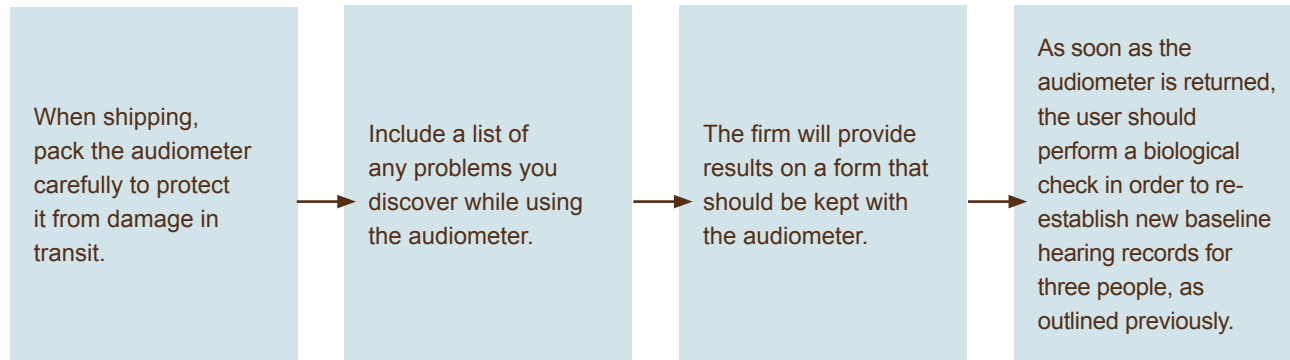 When shipping,
pack the audiometer
carefully to protect
it from damage in
transit.
Include a list of
any problems you
discover while using
the audiometer.
The firm will provide
results on a form that
should be kept with
the audiometer.
As soon as the
audiometer is returned,
the user should
perform a biological
check in order to re-
establish new baseline
hearing records for
three people, as
outlined previously.